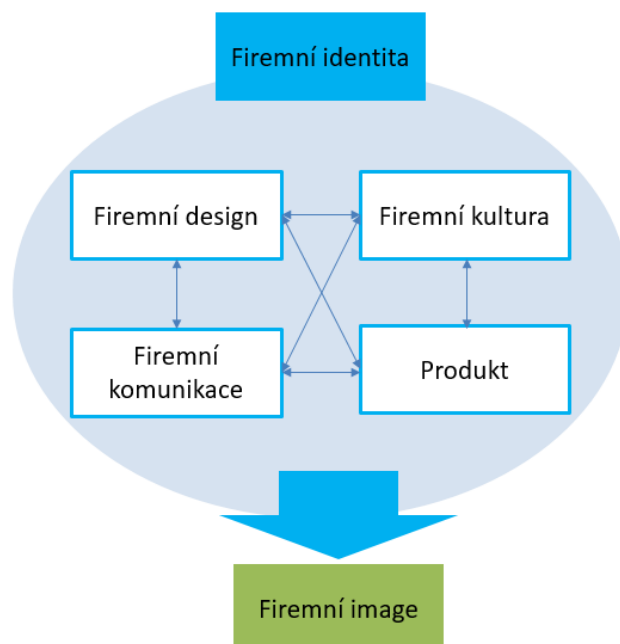 Firemní identita
Firemní design
Firemní kultura
Firemní
komunikace
Produkt
Firemní image